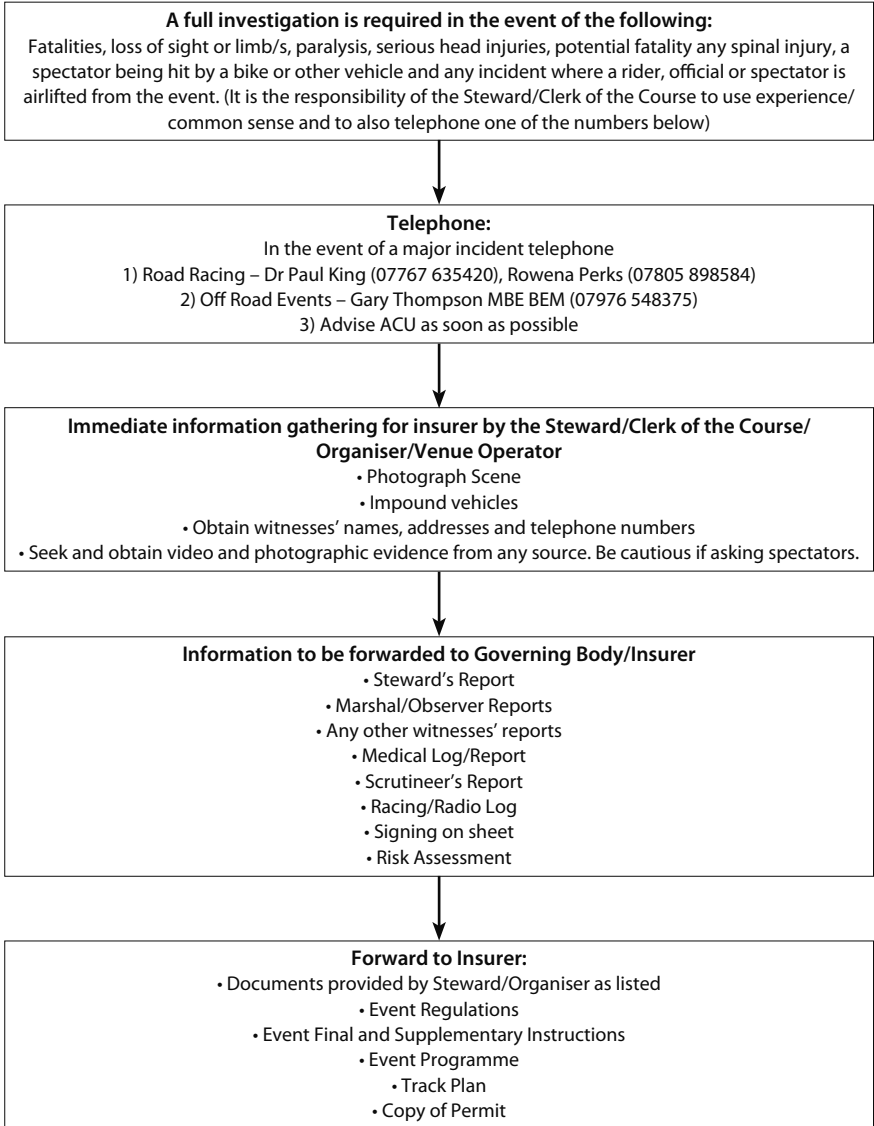 A full investigation is required in the event of the following:
Fatalities, loss of sight or limb/s, paralysis, serious head injuries, potential fatality any spinal injury, a
spectator being hit by a bike or other vehicle and any incident where a rider, official or spectator is
airlifted from the event. (It is the responsibility of the Steward/Clerk of the Course to use experience/
common sense and to also telephone one of the numbers below)
Telephone:
In the event of a major incident telephone
1) Road Racing – Dr Paul King (07767 635420), Rowena Perks (07805 898584)
2) Off Road Events – Gary Thompson MBE BEM (07976 548375)
3) Advise ACU as soon as possible
Immediate information gathering for insurer by the Steward/Clerk of the Course/
Organiser/Venue Operator
• Photograph Scene
• Impound vehicles
• Obtain witnesses’ names, addresses and telephone numbers
• Seek and obtain video and photographic evidence from any source. Be cautious if asking spectators.
Information to be forwarded to Governing Body/Insurer
• Steward’s Report
• Marshal/Observer Reports
• Any other witnesses’ reports
• Medical Log/Report
• Scrutineer’s Report
• Racing/Radio Log
• Signing on sheet
• Risk Assessment
Forward to Insurer:
• Documents provided by Steward/Organiser as listed
• Event Regulations
• Event Final and Supplementary Instructions
• Event Programme
• Track Plan
• Copy of Permit